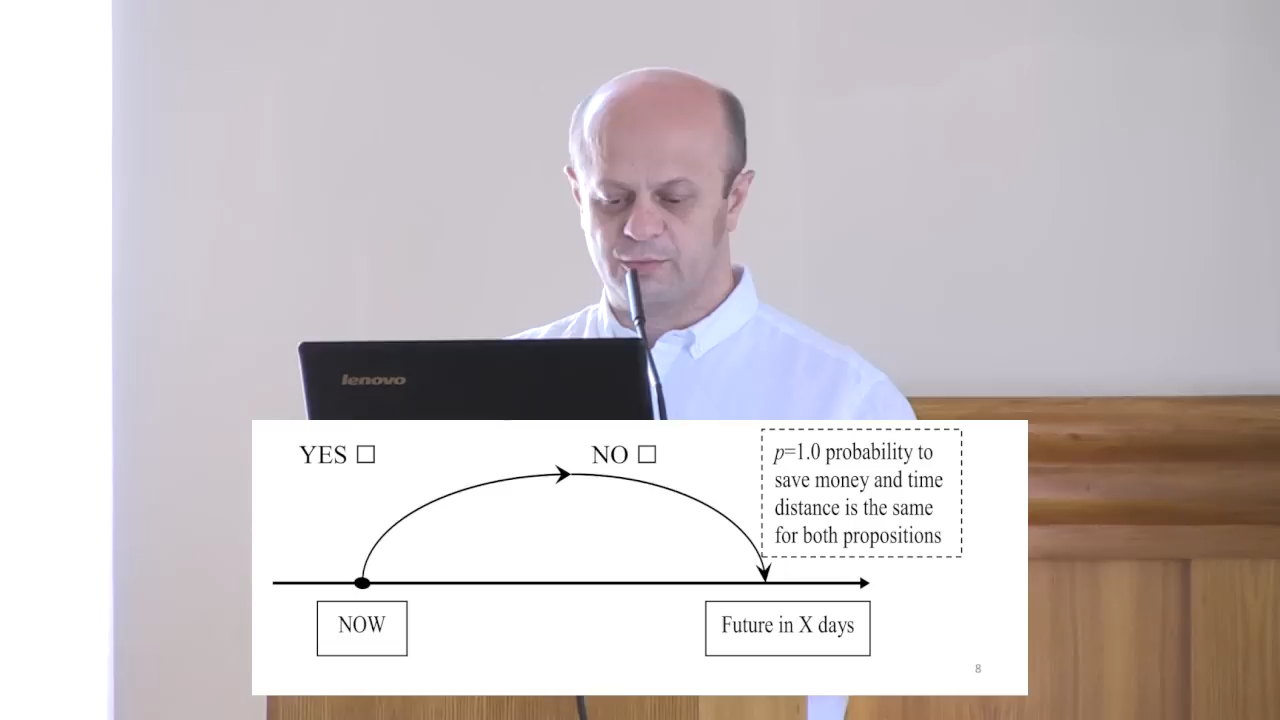 lenovo
YES ☐ NO ☐
p=1.0 probability to
save money and time
distance is the same
for both propositions
NOW
Future in X days
8